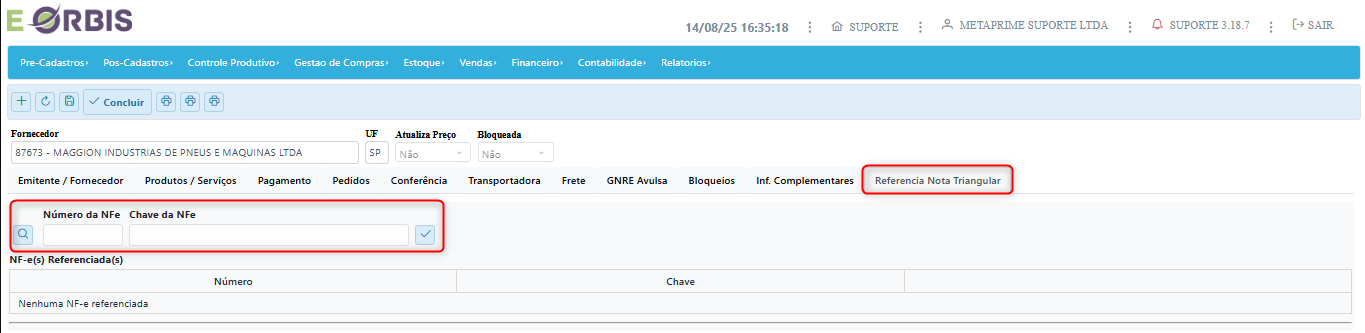 E ORBIS
14/08/25 16:35:18 SUPORTE METAPRIME SUPORTE LTDA SUPORTE 3.18.7 SAIR
Pre-Cadastros Pos-Cadastros Controle Produtivo Gestao de Compras Estoque Vendas Financeiro Contabilidade Relatorios
Concluir
Fornecedor UF Atualiza Preço Bloqueada
87673 - MAGGION INDUSTRIAS DE PNEUS E MAQUINAS LTDA SP Não Não
Emitente / Fornecedor Produtos / Serviços Pagamento Pedidos Conferência Transportadora Frete GNRE Avulsa Bloqueios Inf. Complementares Referencia Nota Triangular
Número da NFe Chave da NFe
NF-e(s) Referenciada(s)
Número Chave
Nenhuma NF-e referenciada